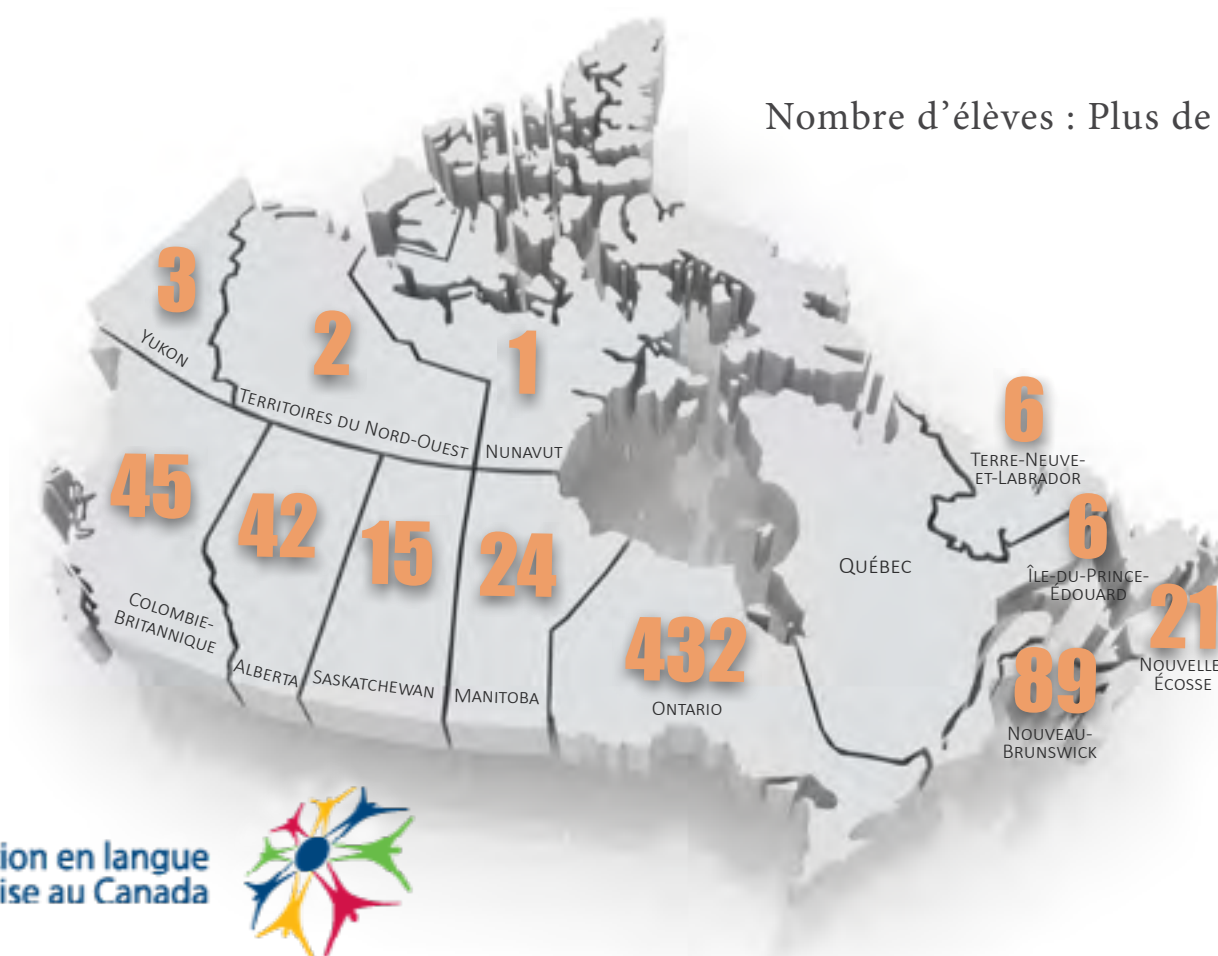 Nombre d'élèves : Plus de
3
YUKON
2
TERRITOIRES DU NORD-OUEST
1
NUNAVUT
6
TERRE-NEUVE-
ET-LABRADOR
45
COLOMBIE-
BRITANNIQUE
42
ALBERTA
15
SASKATCHEWAN
24
MANITOBA
432
ONTARIO
QUÉBEC
6
ÎLE-DU-PRINCE-
ÉDOUARD
21
NOUVELLE
ÉCOSSE
89
NOUVEAU-
BRUNSWICK
ion en langue
ise au Canada